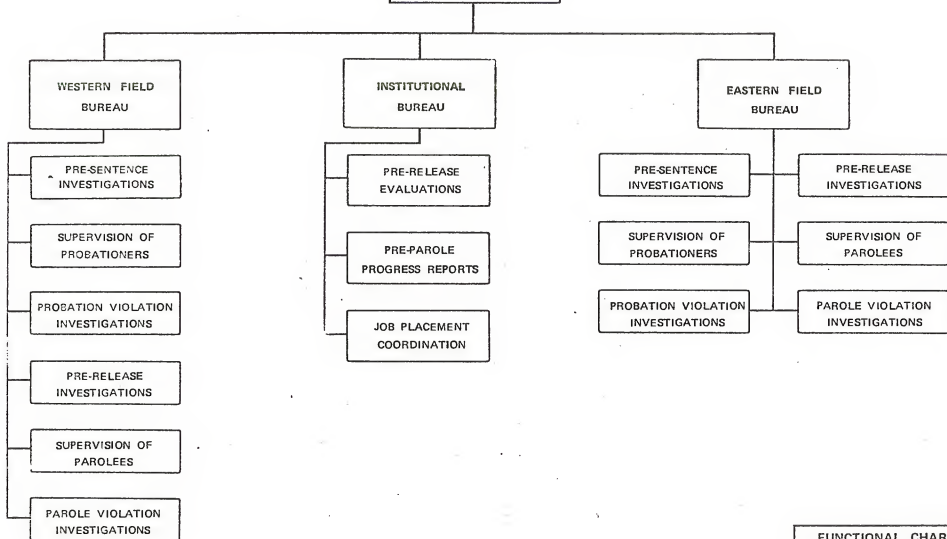 WESTERN FIELD
BUREAU
PRE-SENTENCE
INVESTIGATIONS
SUPERVISION OF
PROBATIONERS
PROBATION VIOLATION
INVESTIGATIONS
PRE-RELEASE
INVESTIGATIONS
SUPERVISION OF
PAROLEES
PAROLE VIOLATION
INVESTIGATIONS
INSTITUTIONAL
BUREAU
PRE-RELEASE
EVALUATIONS
PRE-PAROLE
PROGRESS REPORTS
JOB PLACEMENT
COORDINATION
EASTERN FIELD
BUREAU
PRE-SENTENCE
INVESTIGATIONS
SUPERVISION OF
PROBATIONERS
PROBATION VIOLATION
INVESTIGATIONS
PRE-RELEASE
INVESTIGATIONS
SUPERVISION OF
PAROLEES
PAROLE VIOLATION
INVESTIGATIONS
FUNCTIONAL CHAR